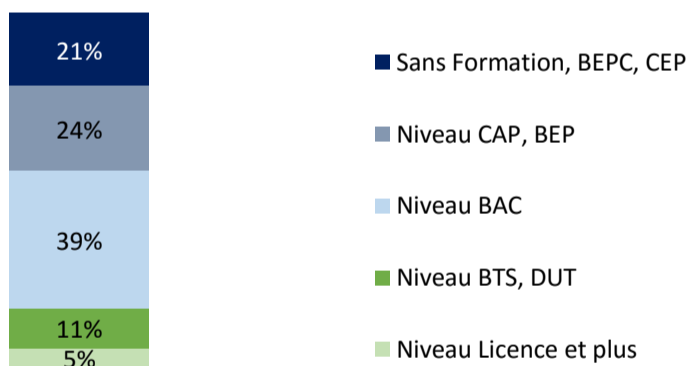 21%
24%
39%
11%
5%
Sans Formation, BEPC, CEP
Niveau CAP, BEP
Niveau BAC
Niveau BTS, DUT
Niveau Licence et plus